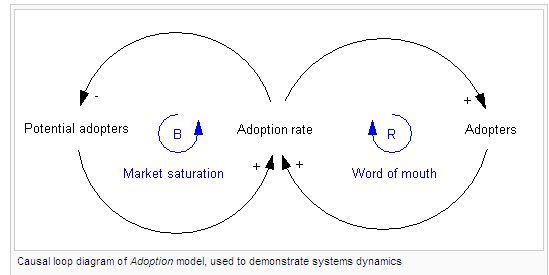 -
+
Potential adopters
B
Adoption rate
R
Adopters
Market saturation
+
+
Word of mouth
Causal loop diagram of Adoption model, used to demonstrate systems dynamics